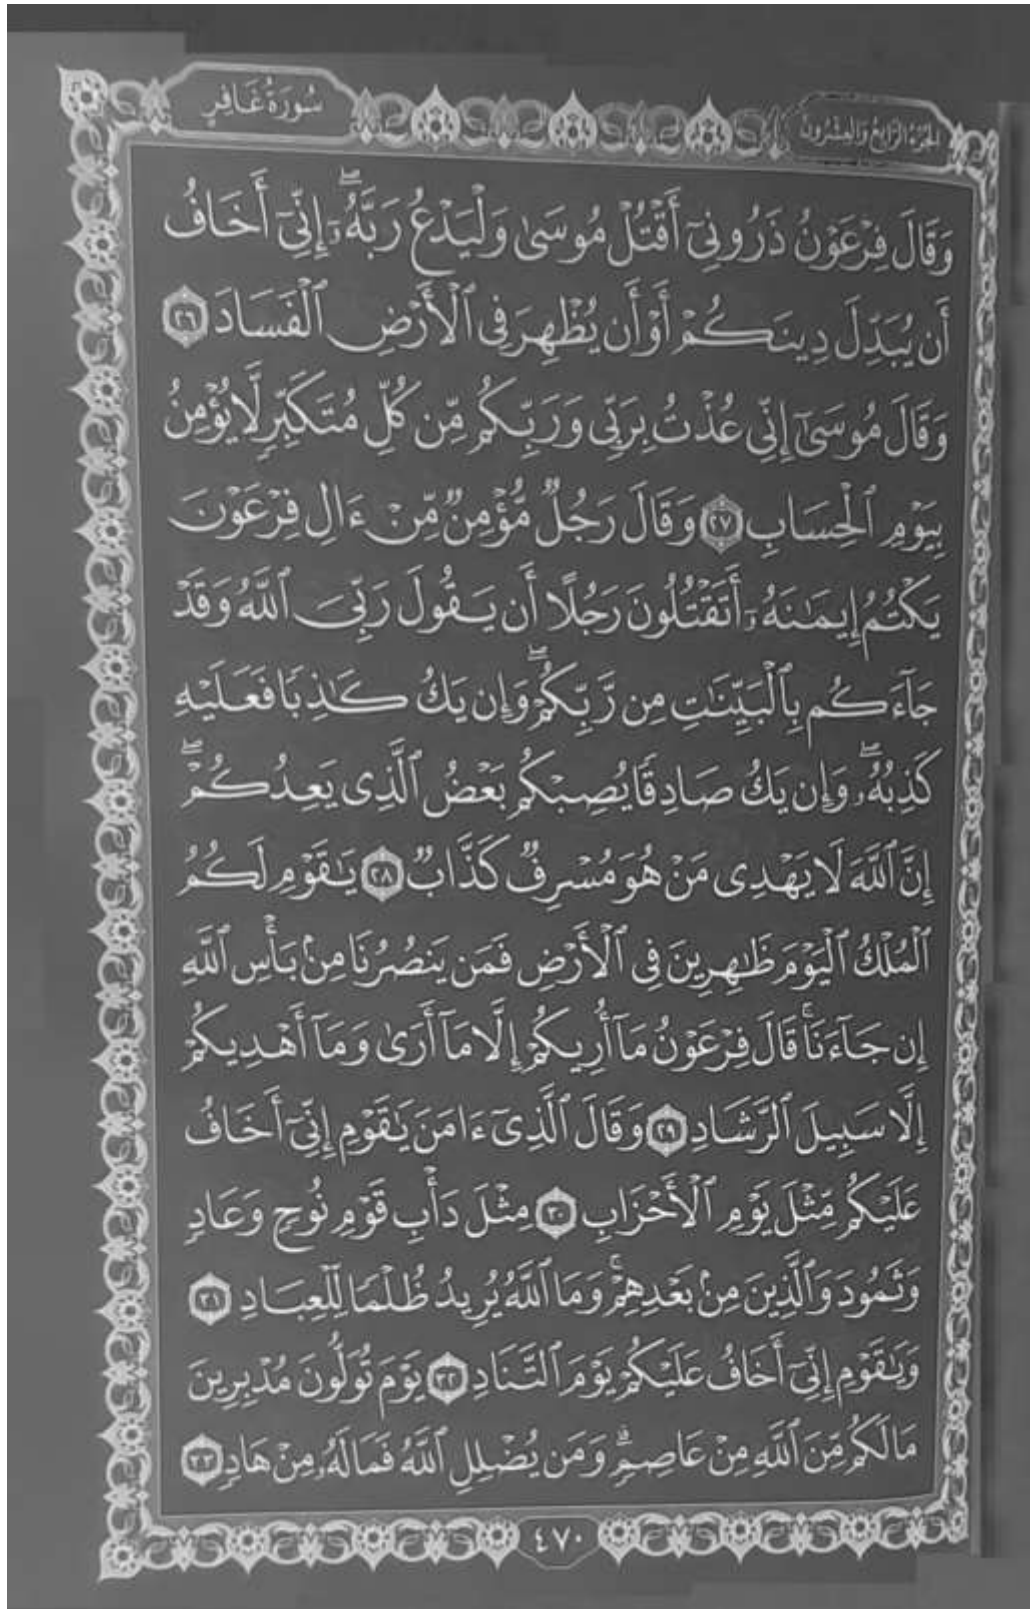 الجزء الرابع والعشرون
سُورَةُ غَافِرٍ
وَقَالَ فِرْعَوْنُ ذَرُونِىٓ أَقْتُلْ مُوسَىٰ وَلْيَدْعُ رَبَّهُۥٓۖ إِنِّىٓ أَخَافُ
أَن يُبَدِّلَ دِينَكُمْ أَوْ أَن يُظْهِرَ فِى ٱلْأَرْضِ ٱلْفَسَادَ ٢٦
وَقَالَ مُوسَىٰٓ إِنِّى عُذْتُ بِرَبِّى وَرَبِّكُم مِّن كُلِّ مُتَكَبِّرٍ لَّا يُؤْمِنُ
بِيَوْمِ ٱلْحِسَابِ ٢٧ وَقَالَ رَجُلٌ مُّؤْمِنٌ مِّنْ ءَالِ فِرْعَوْنَ
يَكْتُمُ إِيمَٰنَهُۥٓ أَتَقْتُلُونَ رَجُلًا أَن يَقُولَ رَبِّىَ ٱللَّهُ وَقَدْ
جَآءَكُم بِٱلْبَيِّنَٰتِ مِن رَّبِّكُمْۖ وَإِن يَكُ كَٰذِبًا فَعَلَيْهِ
كَذِبُهُۥۖ وَإِن يَكُ صَادِقًا يُصِبْكُم بَعْضُ ٱلَّذِى يَعِدُكُمْۖ
إِنَّ ٱللَّهَ لَا يَهْدِى مَنْ هُوَ مُسْرِفٌ كَذَّابٌ ٢٨ يَٰقَوْمِ لَكُمُ
ٱلْمُلْكُ ٱلْيَوْمَ ظَٰهِرِينَ فِى ٱلْأَرْضِ فَمَن يَنصُرُنَا مِنۢ بَأْسِ ٱللَّهِ
إِن جَآءَنَاۚ قَالَ فِرْعَوْنُ مَآ أُرِيكُمْ إِلَّا مَآ أَرَىٰ وَمَآ أَهْدِيكُمْ
إِلَّا سَبِيلَ ٱلرَّشَادِ ٢٩ وَقَالَ ٱلَّذِىٓ ءَامَنَ يَٰقَوْمِ إِنِّىٓ أَخَافُ
عَلَيْكُم مِّثْلَ يَوْمِ ٱلْأَحْزَابِ ٣٠ مِثْلَ دَأْبِ قَوْمِ نُوحٍ وَعَادٍ
وَثَمُودَ وَٱلَّذِينَ مِنۢ بَعْدِهِمْۚ وَمَا ٱللَّهُ يُرِيدُ ظُلْمًا لِّلْعِبَادِ ٣١
وَيَٰقَوْمِ إِنِّىٓ أَخَافُ عَلَيْكُمْ يَوْمَ ٱلتَّنَادِ ٣٢ يَوْمَ تُوَلُّونَ مُدْبِرِينَ
مَا لَكُم مِّنَ ٱللَّهِ مِنْ عَاصِمٍۗ وَمَن يُضْلِلِ ٱللَّهُ فَمَا لَهُۥ مِنْ هَادٍ ٣٣
٤٧٠